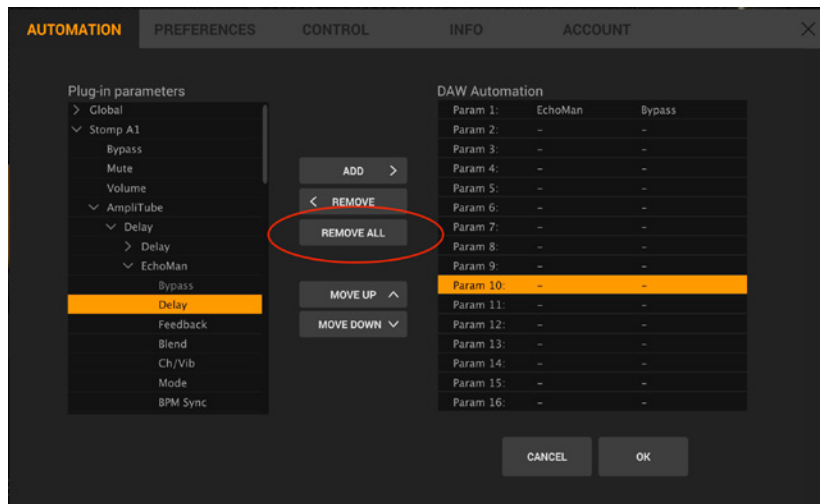 AUTOMATION PREFERENCES CONTROL INFO ACCOUNT
Plug-in parameters
Global
Stomp A1
Bypass
Mute
Volume
AmpliTube
Delay
Delay
EchoMan
Bypass
Delay
Feedback
Blend
Ch/Vib
Mode
BPM Sync
ADD
REMOVE
REMOVE ALL
MOVE UP
MOVE DOWN
DAW Automation
Param 1: EchoMan Bypass
Param 2: – –
Param 3: – –
Param 4: – –
Param 5: – –
Param 6: – –
Param 7: – –
Param 8: – –
Param 9: – –
Param 10: – –
Param 11: – –
Param 12: – –
Param 13: – –
Param 14: – –
Param 15: – –
Param 16: – –
CANCEL OK